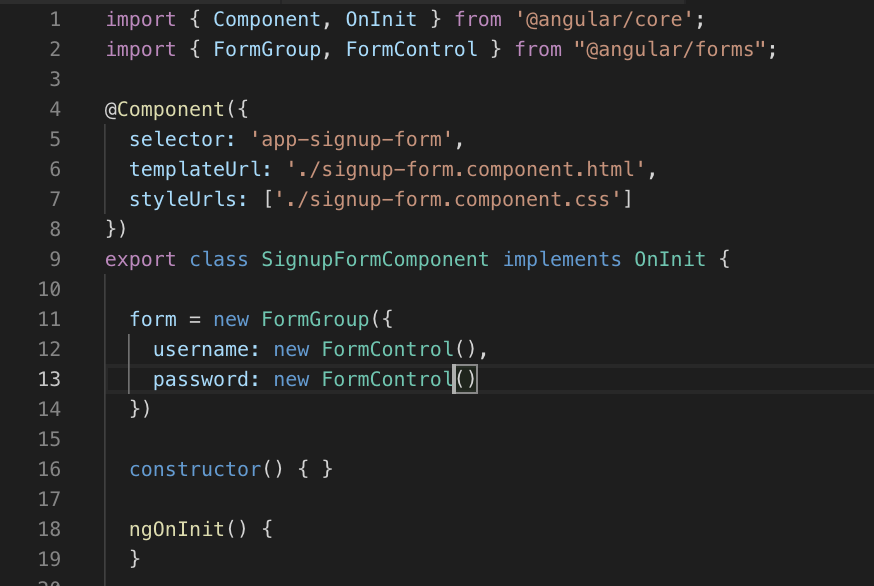 1 import { Component, OnInit } from '@angular/core';
2 import { FormGroup, FormControl } from "@angular/forms";
3
4 @Component({
5 selector: 'app-signup-form',
6 templateUrl: './signup-form.component.html',
7 styleUrls: ['./signup-form.component.css']
8 })
9 export class SignupFormComponent implements OnInit {
10
11 form = new FormGroup({
12 username: new FormControl(),
13 password: new FormControl()
14 })
15
16 constructor() { }
17
18 ngOnInit() {
19 }
20